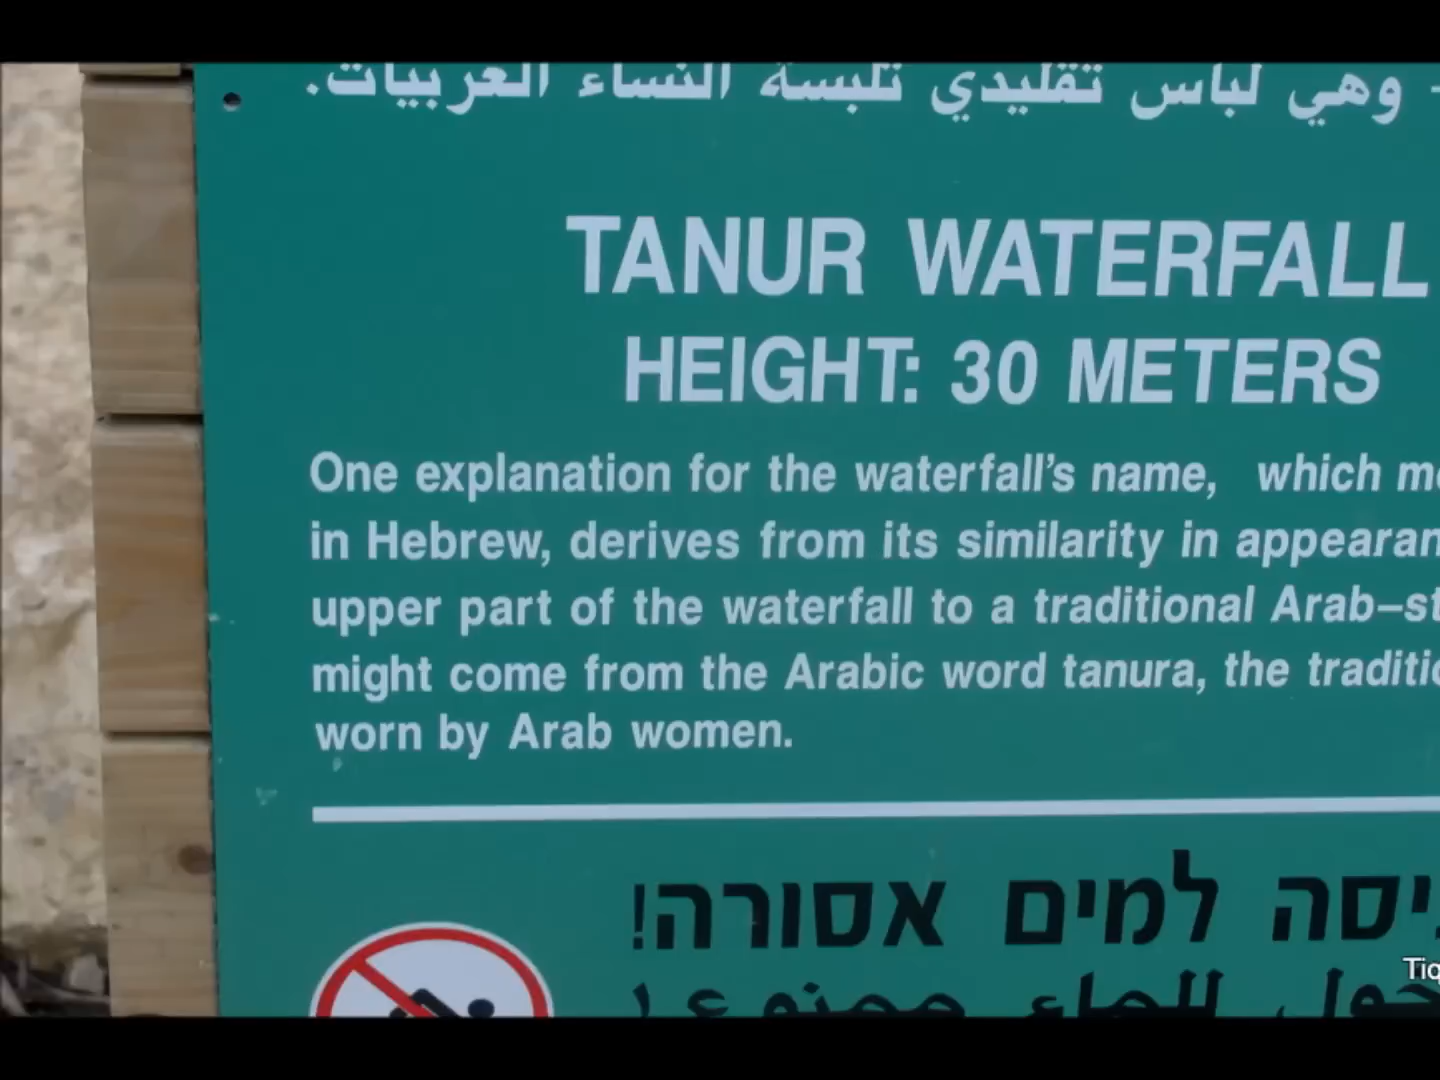 - وهي لباس تقليدي تلبسه النساء العربيات.
TANUR WATERFALL
HEIGHT: 30 METERS
One explanation for the waterfall's name, which
in Hebrew, derives from its similarity in
upper part of the waterfall to a traditional
might come from the Arabic word tanura, the
worn by Arab women.
למים אסורה!
الماء ممنوع!